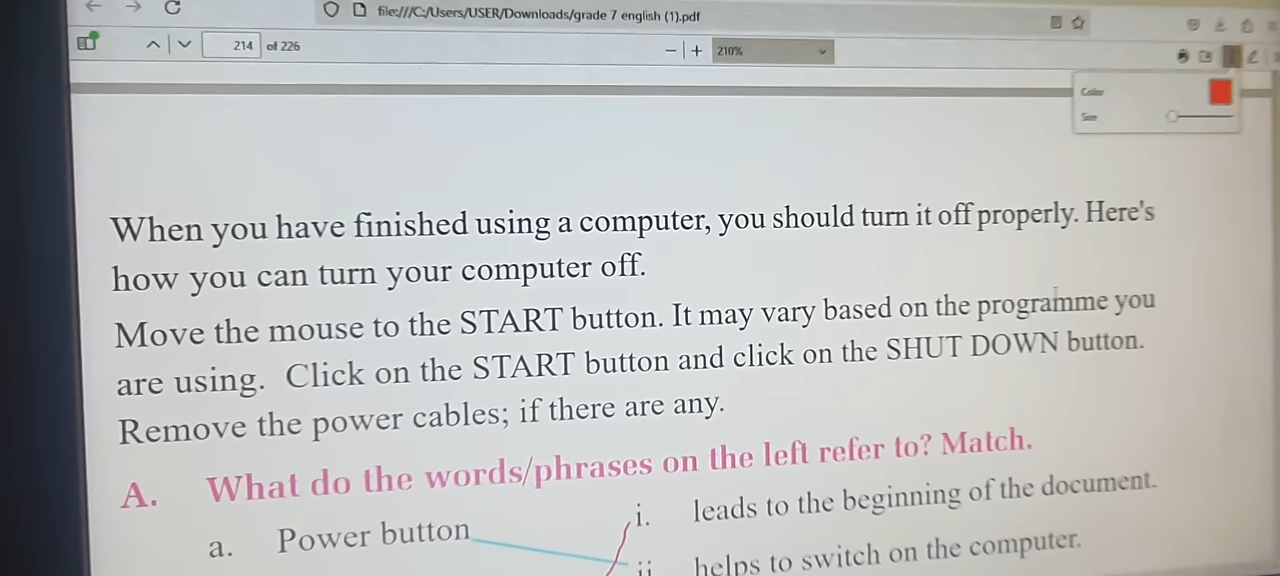 file:///C:/Users/USER/Downloads/grade 7 english (1).pdf
214 of 226
210%
Color
Size
When you have finished using a computer, you should turn it off properly. Here's
how you can turn your computer off.
Move the mouse to the START button. It may vary based on the programme you
are using. Click on the START button and click on the SHUT DOWN button.
Remove the power cables; if there are any.
A. What do the words/phrases on the left refer to? Match.
i. leads to the beginning of the document.
a. Power button
ii helps to switch on the computer.